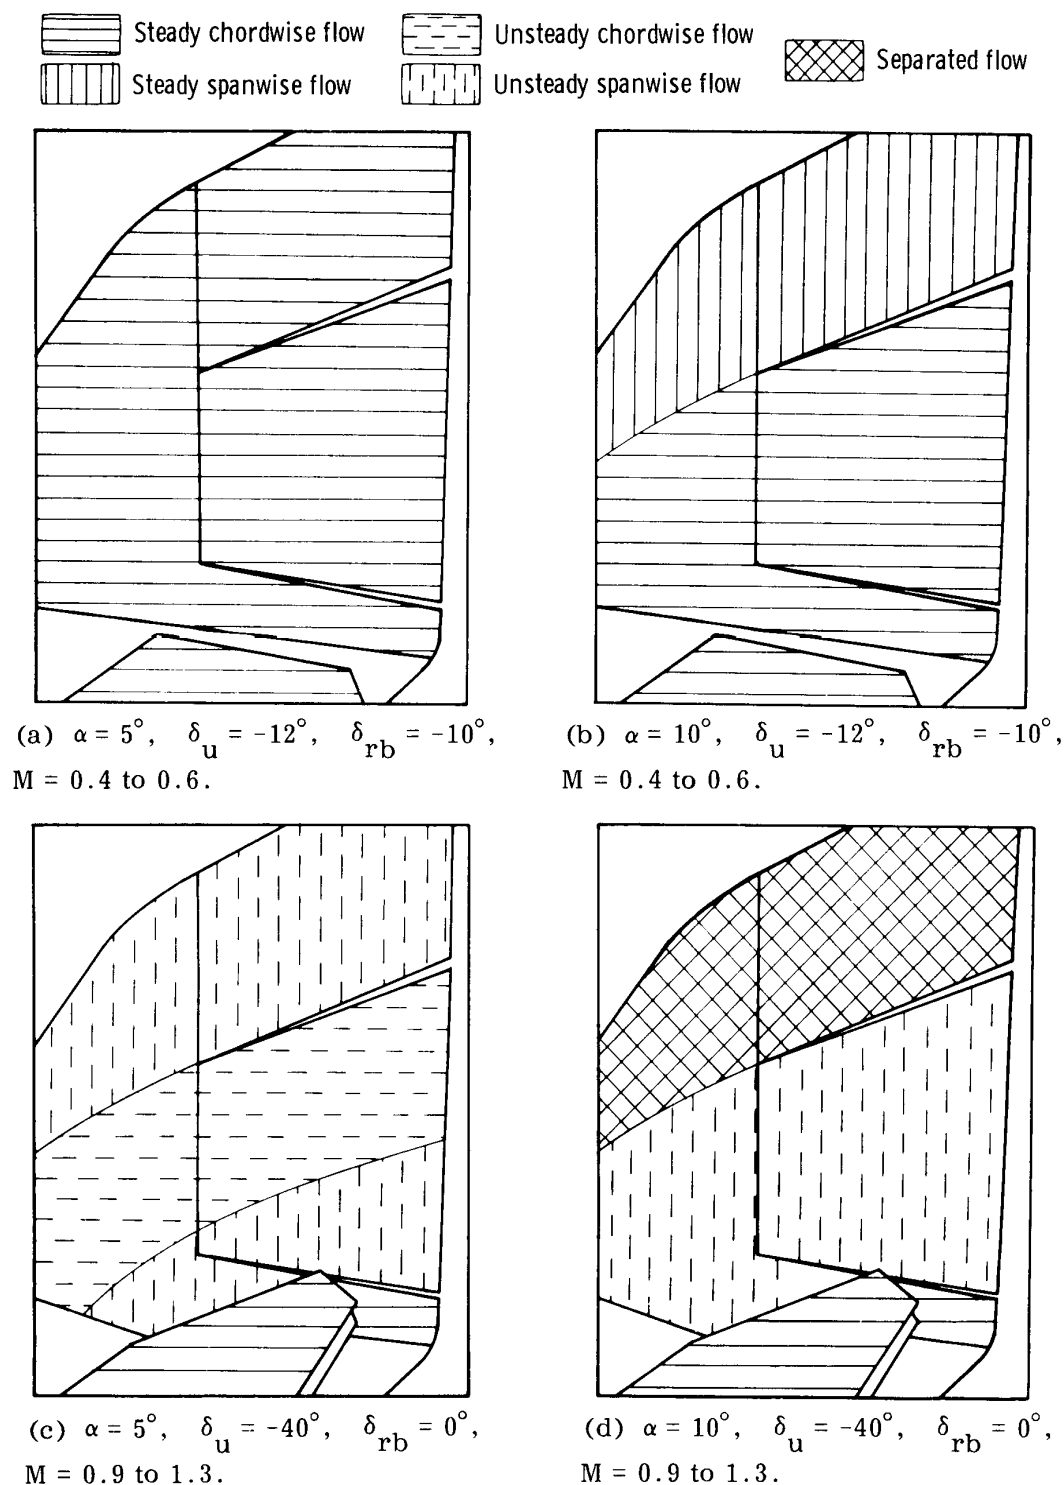 Steady chordwise flow
Unsteady chordwise flow
Separated flow
Steady spanwise flow
Unsteady spanwise flow
(a) α = 5°, δu = -12°, δrb = -10°,
M = 0.4 to 0.6.
(b) α = 10°, δu = -12°, δrb = -10°,
M = 0.4 to 0.6.
(c) α = 5°, δu = -40°, δrb = 0°,
M = 0.9 to 1.3.
(d) α = 10°, δu = -40°, δrb = 0°,
M = 0.9 to 1.3.